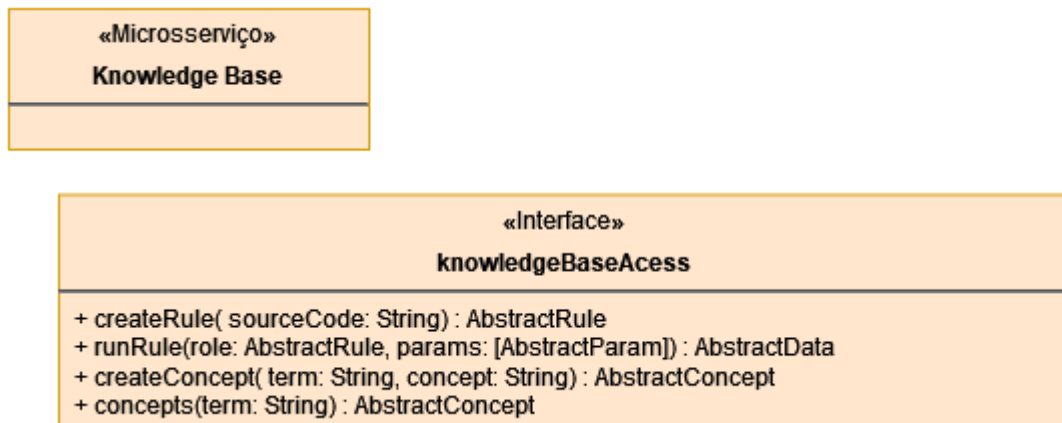 «Microsserviço»
Knowledge Base
«Interface»
knowledgeBaseAcess
+ createRule( sourceCode: String) : AbstractRule
+ runRule(role: AbstractRule, params: [AbstractParam]) : AbstractData
+ createConcept( term: String, concept: String) : AbstractConcept
+ concepts(term: String) : AbstractConcept